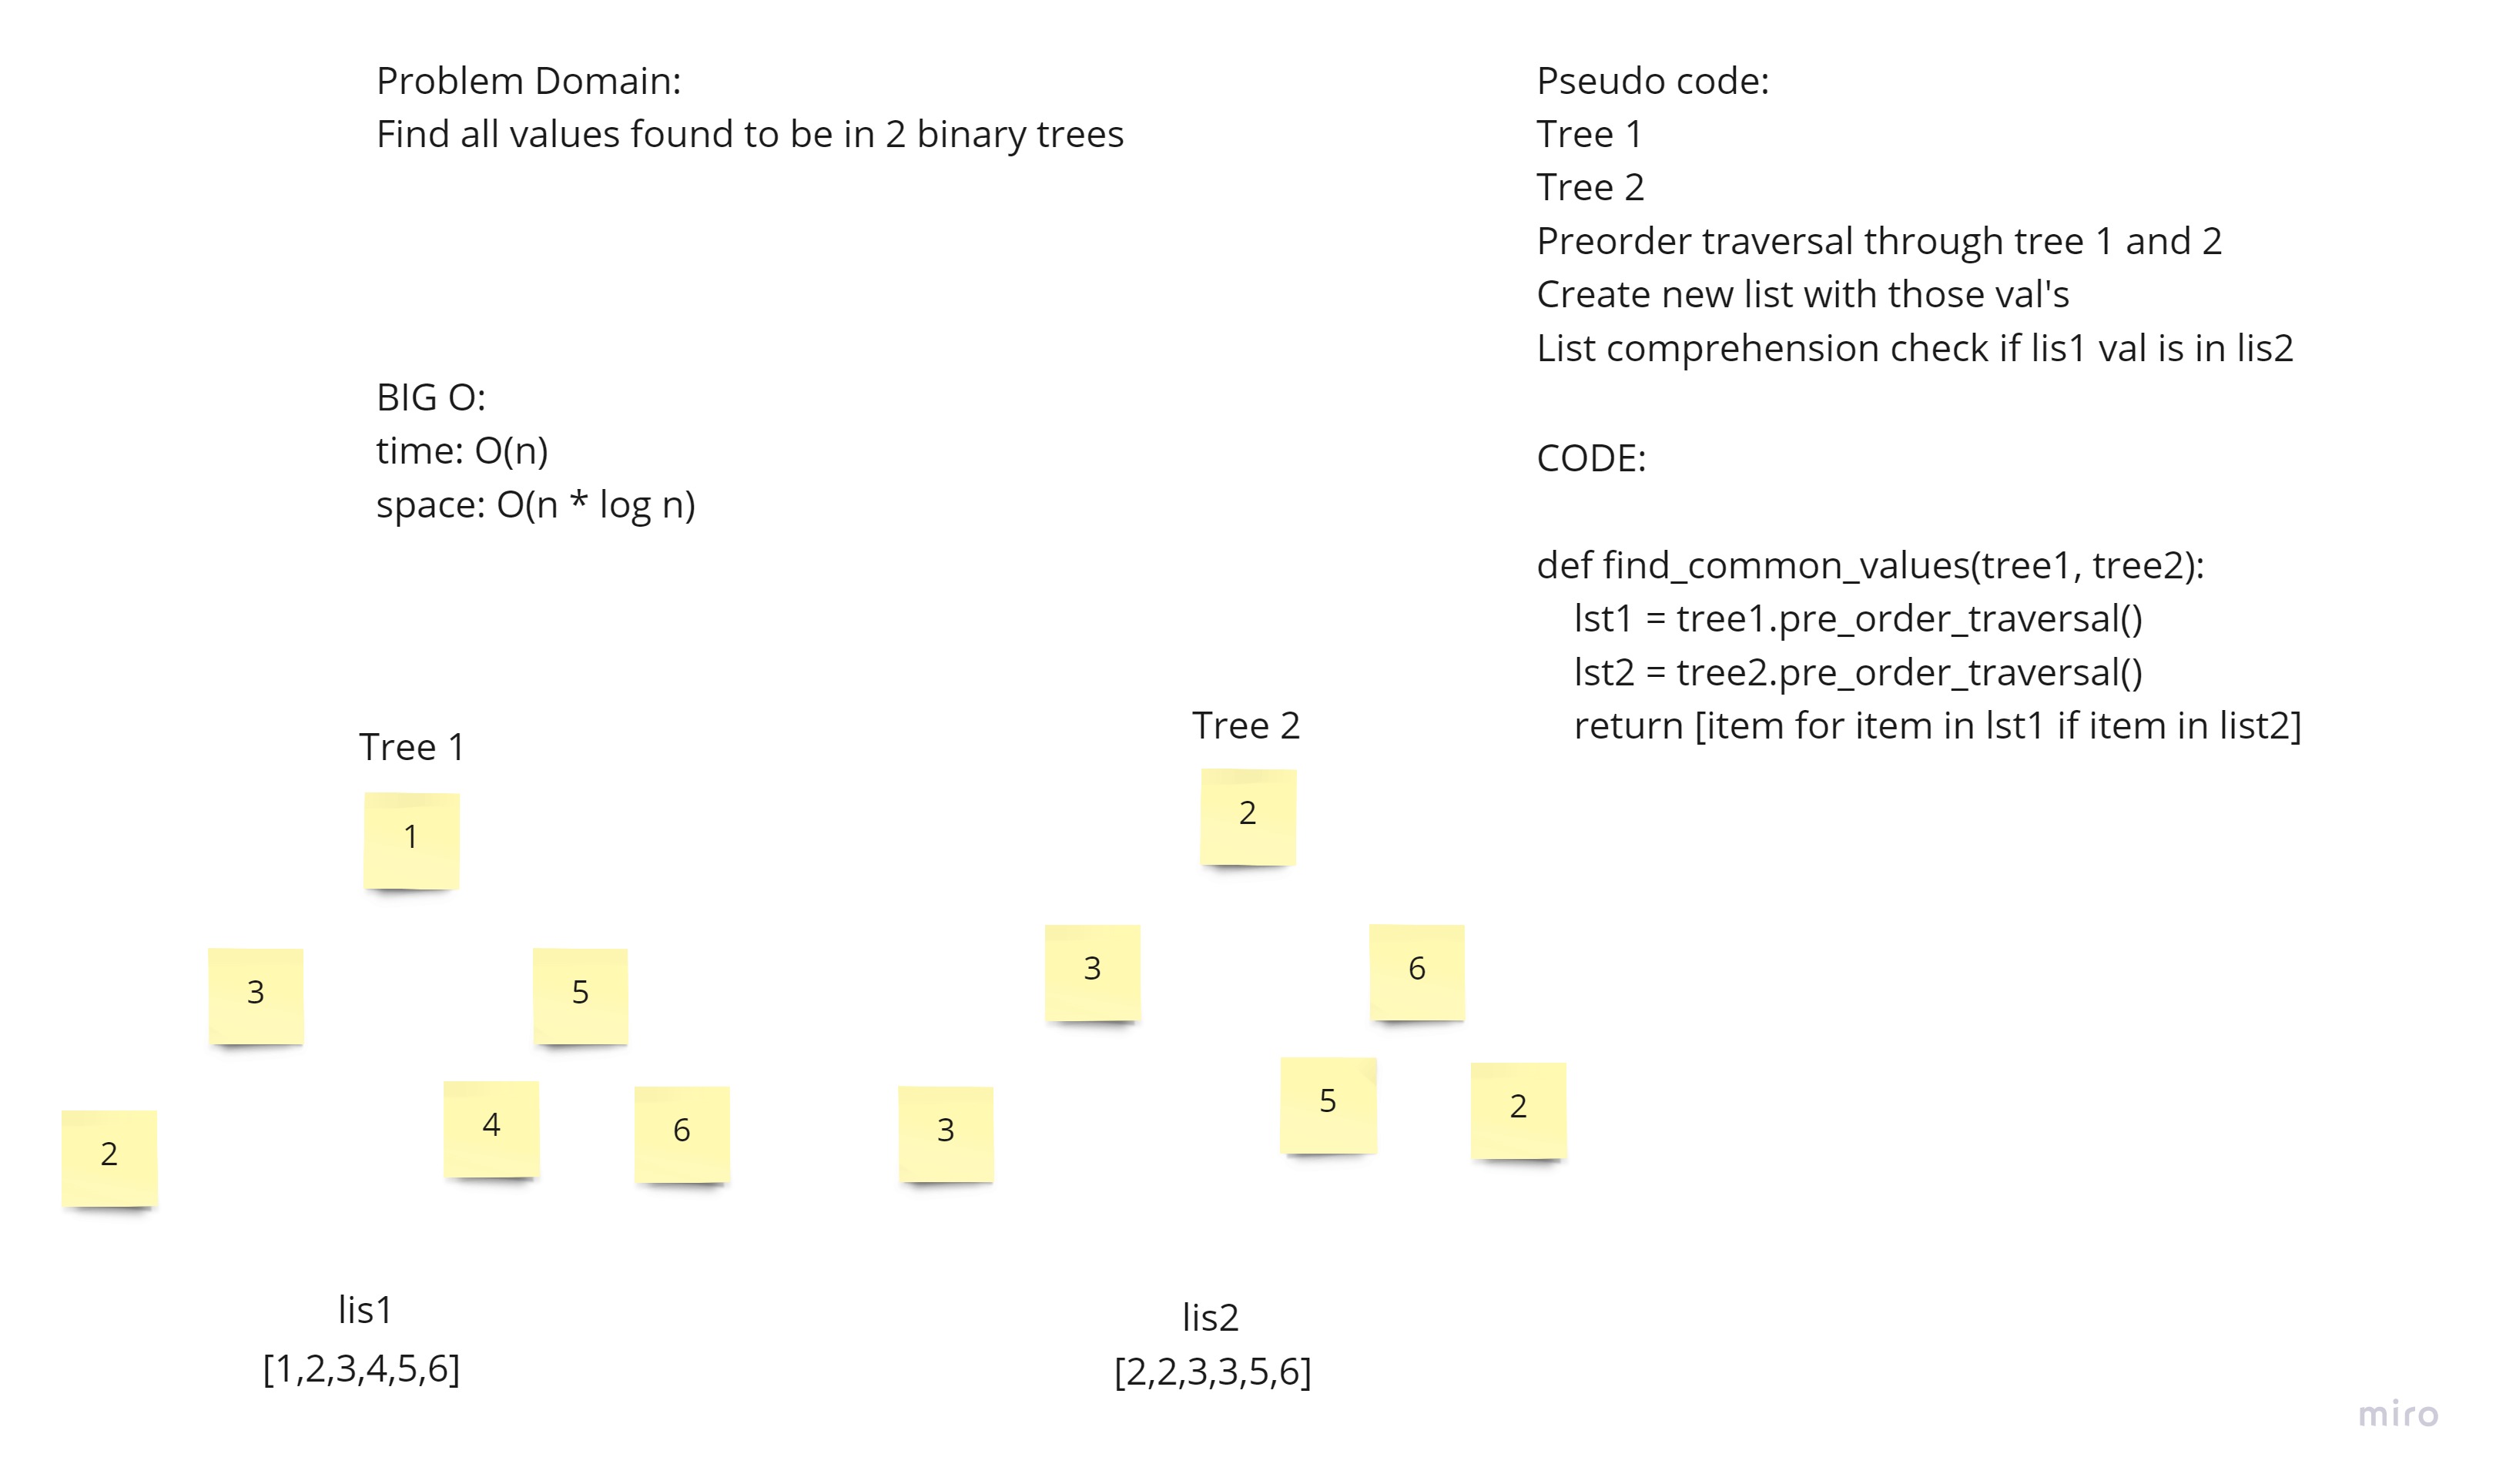 Problem Domain:
Find all values found to be in 2 binary trees
BIG O:
time: O(n)
space: O(n * log n)
Pseudo code:
Tree 1
Tree 2
Preorder traversal through tree 1 and 2
Create new list with those val's
List comprehension check if lis1 val is in lis2
CODE:
def find_common_values(tree1, tree2):
    lst1 = tree1.pre_order_traversal()
    lst2 = tree2.pre_order_traversal()
    return [item for item in lst1 if item in list2]
Tree 1
1
3
5
2
4
6
lis1
[1,2,3,4,5,6]
Tree 2
2
3
6
3
5
2
lis2
[2,2,3,3,5,6]
miro